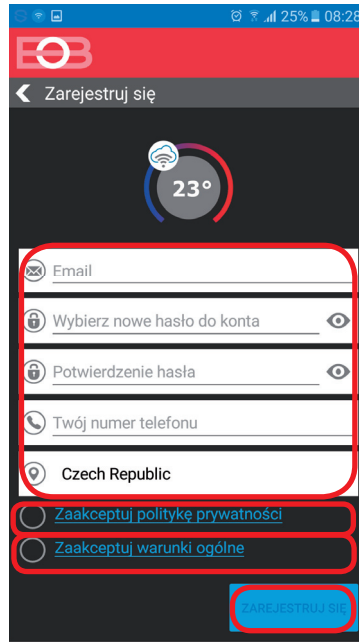 25% 08:28
EOB
Zarejestruj się
23°
Email
Wybierz nowe hasło do konta
Potwierdzenie hasła
Twój numer telefonu
Czech Republic
Zaakceptuj politykę prywatności
Zaakceptuj warunki ogólne
ZAREJESTRUJ SIĘ